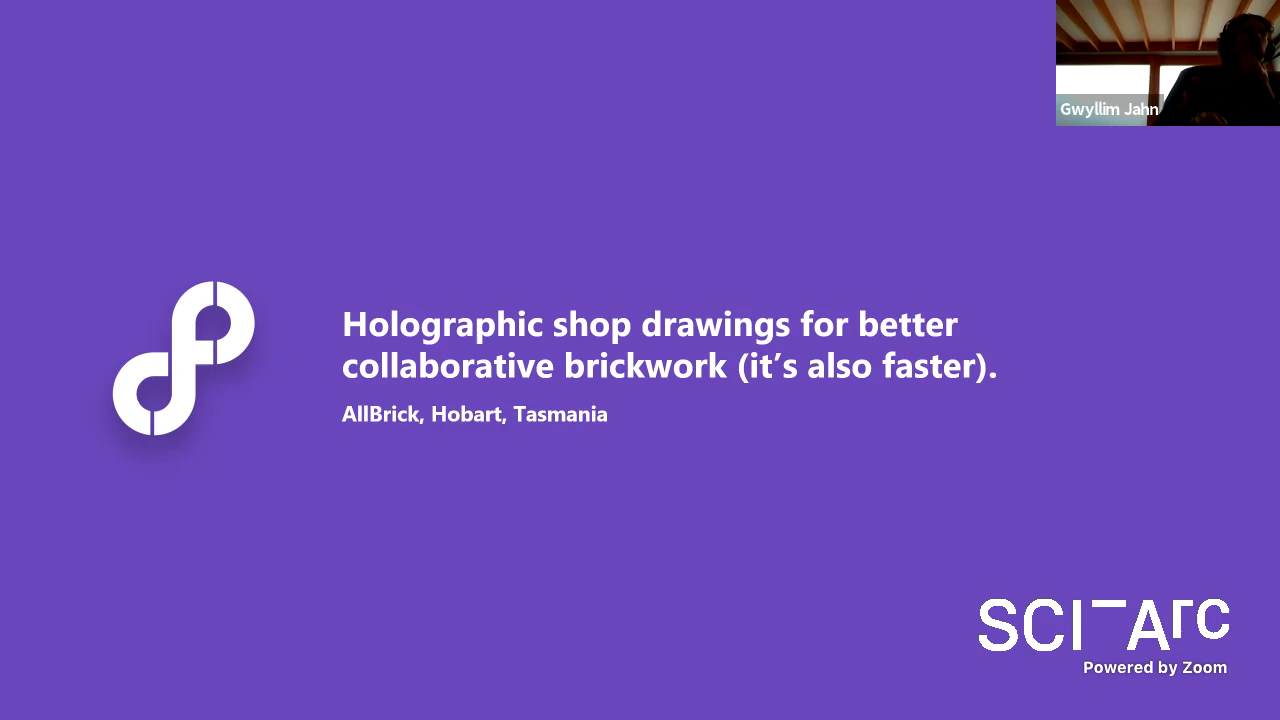 Gwyllim Jahn
Holographic shop drawings for better
collaborative brickwork (it's also faster).
AllBrick, Hobart, Tasmania
SCI-Arc
Powered by Zoom